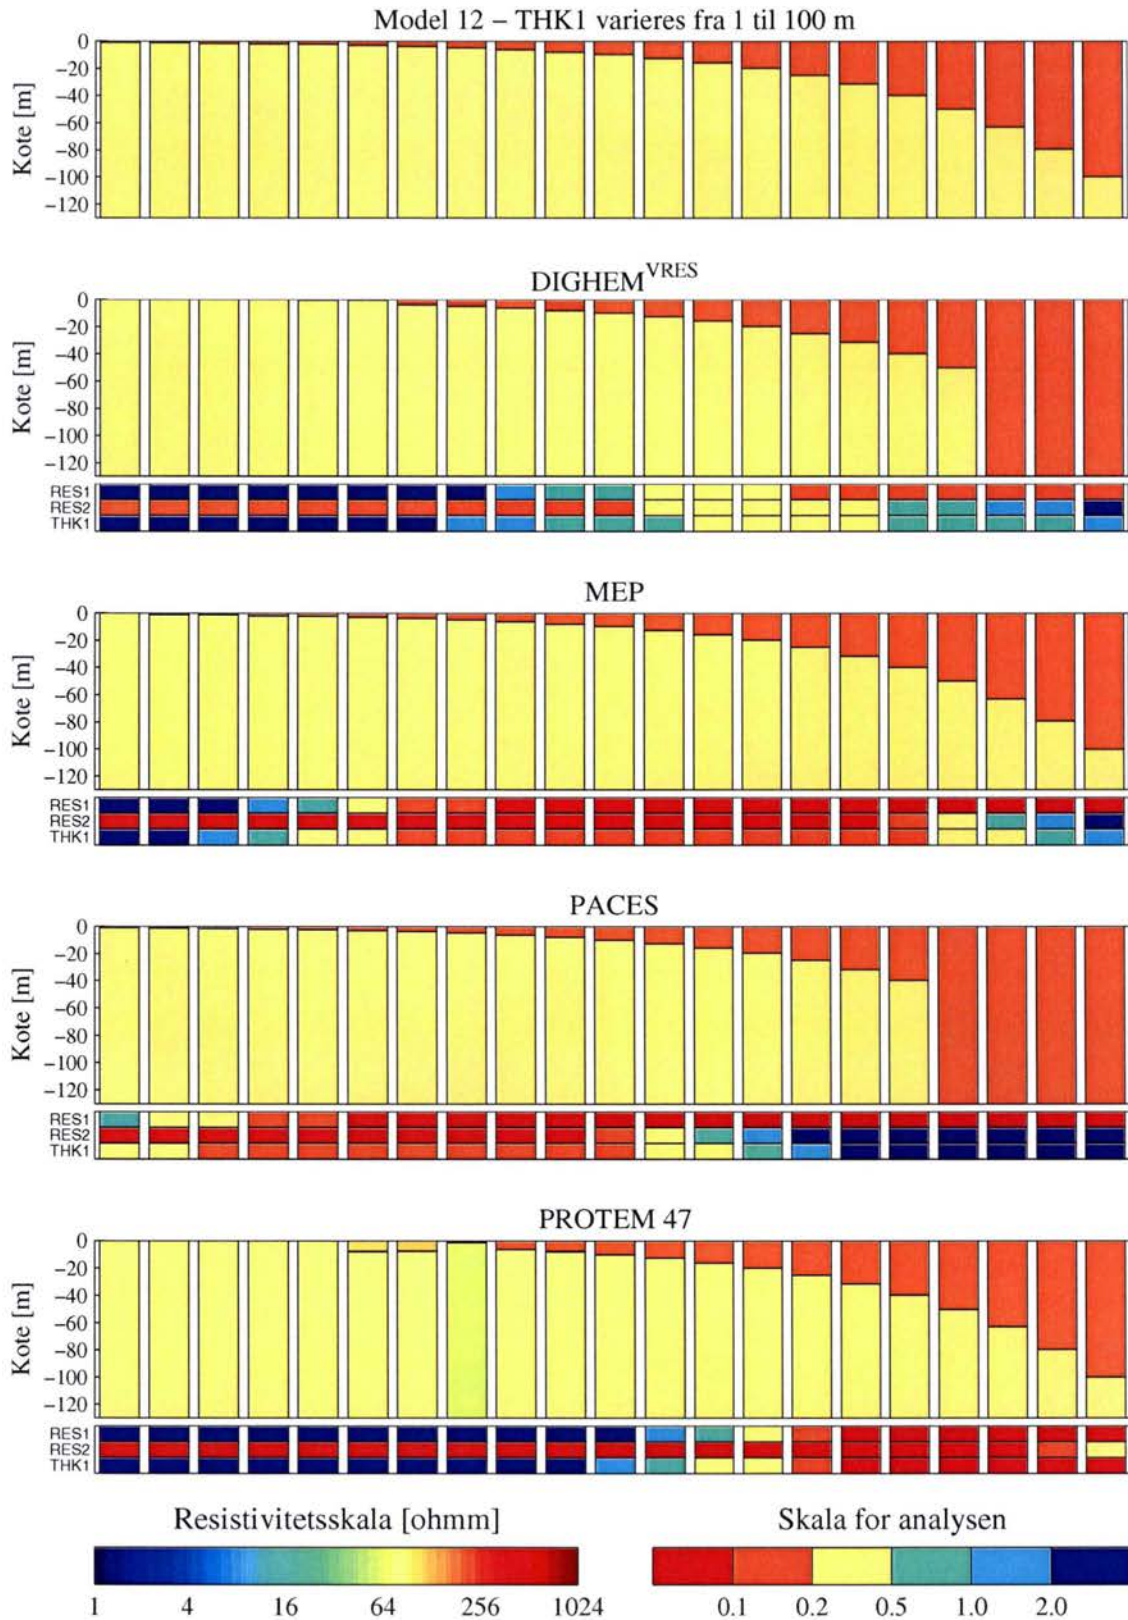 Model 12 – THK1 varieres fra 1 til 100 m
0
−20
−40
−60
−80
−100
−120
Kote [m]
DIGHEM^VRES
0
−20
−40
−60
−80
−100
−120
Kote [m]
RES1
RES2
THK1
MEP
0
−20
−40
−60
−80
−100
−120
Kote [m]
RES1
RES2
THK1
PACES
0
−20
−40
−60
−80
−100
−120
Kote [m]
RES1
RES2
THK1
PROTEM 47
0
−20
−40
−60
−80
−100
−120
Kote [m]
RES1
RES2
THK1
Resistivitetsskala [ohmm]
1 4 16 64 256 1024
Skala for analysen
0.1 0.2 0.5 1.0 2.0